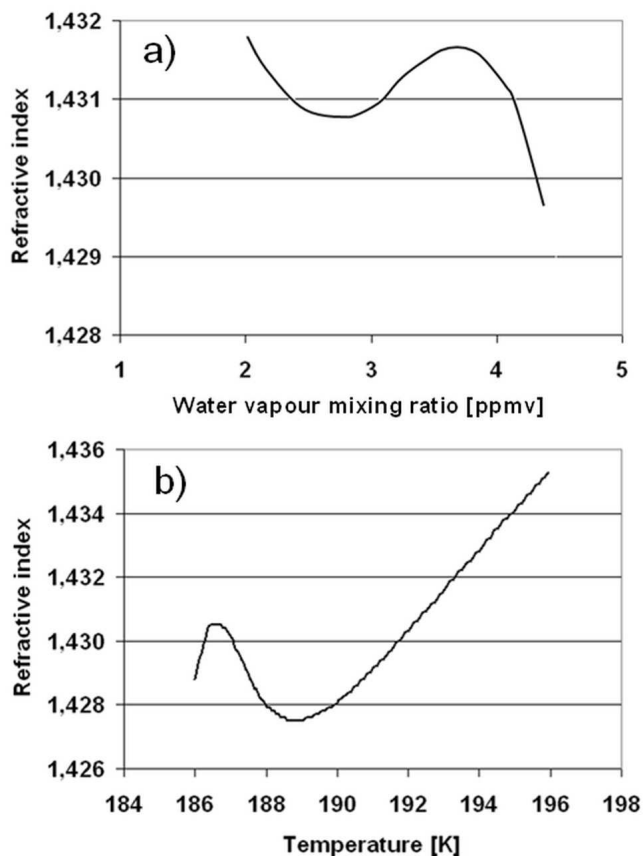 a)
Refractive index
1,432
1,431
1,430
1,429
1,428
1 2 3 4 5
Water vapour mixing ratio [ppmv]
b)
Refractive index
1,436
1,434
1,432
1,430
1,428
1,426
184 186 188 190 192 194 196 198
Temperature [K]